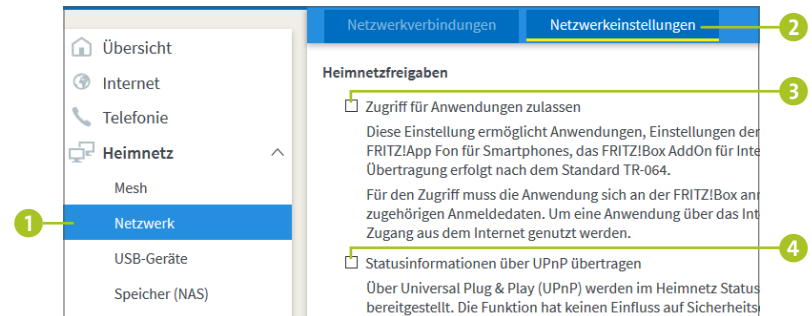 Netzwerkverbindungen
Netzwerkeinstellungen
2
Übersicht
Internet
Telefonie
Heimnetz
Mesh
1
Netzwerk
USB-Geräte
Speicher (NAS)
Heimnetzfreigaben
3
Zugriff für Anwendungen zulassen
Diese Einstellung ermöglicht Anwendungen, Einstellungen der
FRITZ!App Fon für Smartphones, das FRITZ!Box AddOn für Inte
Übertragung erfolgt nach dem Standard TR-064.
Für den Zugriff muss die Anwendung sich an der FRITZ!Box anm
zugehörigen Anmeldedaten. Um eine Anwendung über das Int
Zugang aus dem Internet genutzt werden.
4
Statusinformationen über UPnP übertragen
Über Universal Plug & Play (UPnP) werden im Heimnetz Status
bereitgestellt. Die Funktion hat keinen Einfluss auf Sicherheits